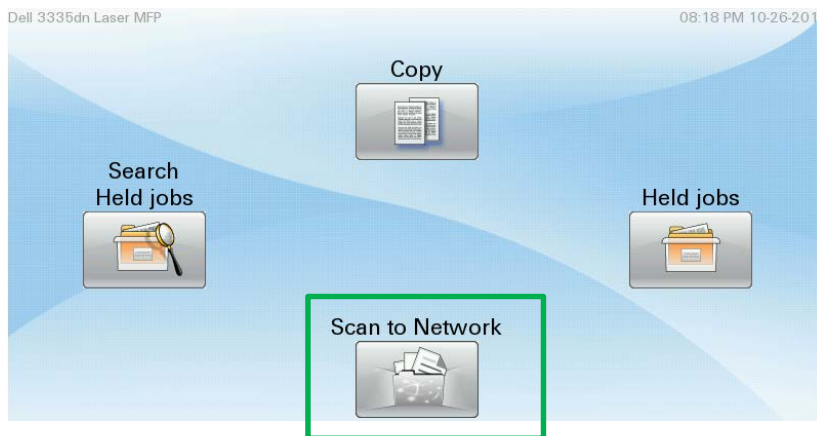 Dell 3335dn Laser MFP
08:18 PM 10-26-201
Copy
Search
Held jobs
Held jobs
Scan to Network